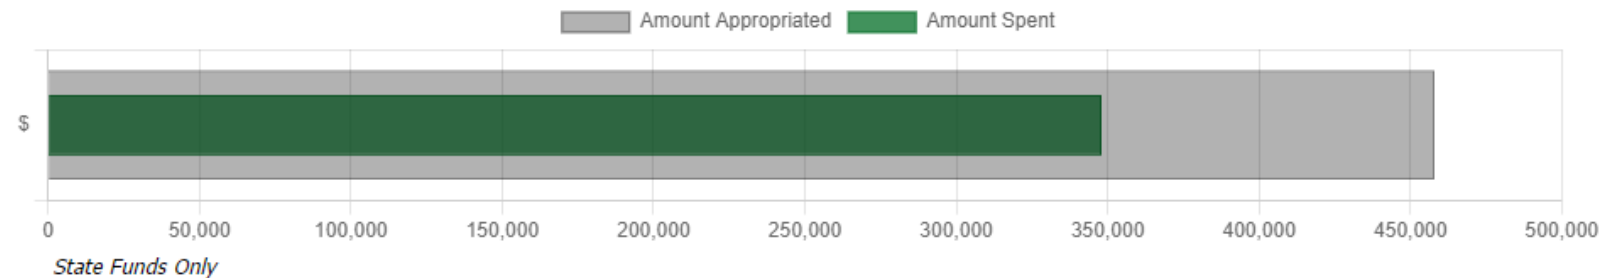 Amount Appropriated Amount Spent
$
0 50,000 100,000 150,000 200,000 250,000 300,000 350,000 400,000 450,000 500,000
State Funds Only